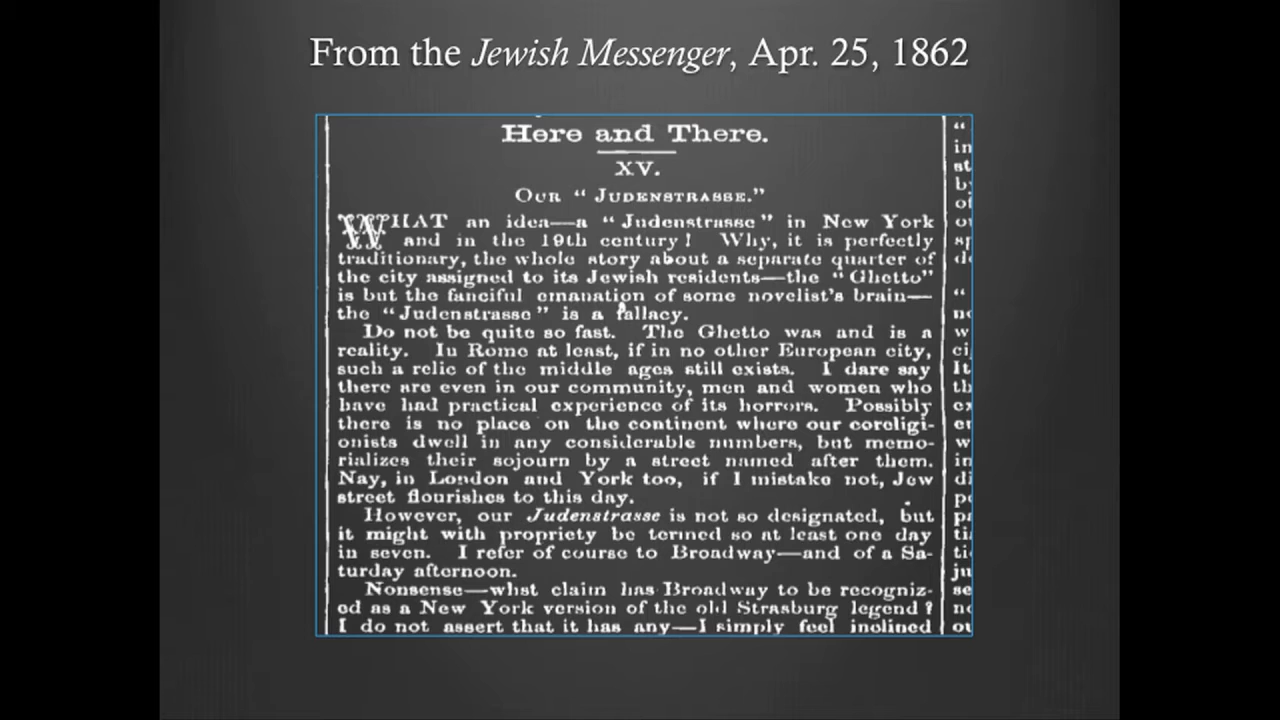 From the Jewish Messenger, Apr. 25, 1862
Here and There.
XV.
OUR "JUDENSTRASSE."
WHAT an idea—a "Judenstrasse" in New York
and in the 19th century! Why, it is perfectly
traditionary, the whole story about a separate quarter of
the city assigned to its Jewish residents—the "Ghetto"
is but the fanciful emanation of some novelist's brain—
the "Judenstrasse" is a fallacy.
Do not be quite so fast. The Ghetto was and is a
reality. In Rome at least, if in no other European city,
such a relic of the middle ages still exists. I dare say
there are even in our community, men and women who
have had practical experience of its horrors. Possibly
there is no place on the continent where our coreligi-
onists dwell in any considerable numbers, but memo-
rializes their sojourn by a street named after them.
Nay, in London and York too, if I mistake not, Jew
street flourishes to this day.
However, our Judenstrasse is not so designated, but
it might with propriety be termed so at least one day
in seven. I refer of course to Broadway—and of a Sa-
turday afternoon.
Nonsense—what claim has Broadway to be recogniz-
ed as a New York version of the old Strasburg legend?
I do not assert that it has any—I simply feel inclined